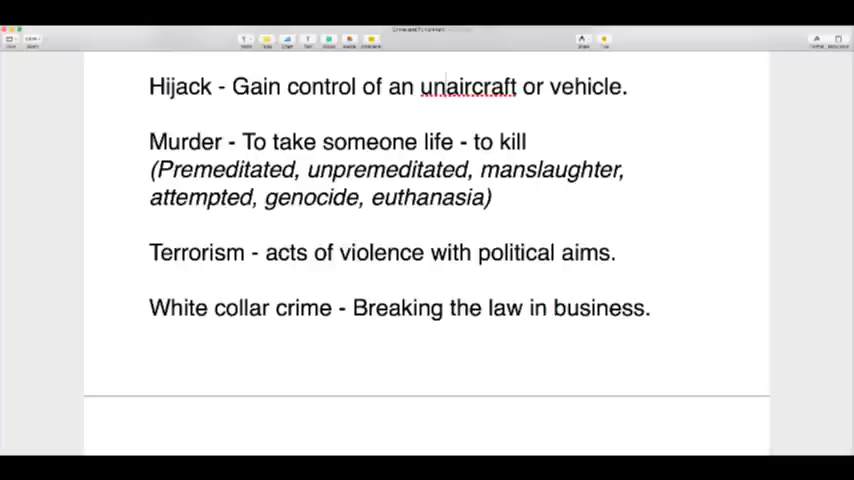 Hijack - Gain control of an unaircraft or vehicle.
Murder - To take someone life - to kill
(Premeditated, unpremeditated, manslaughter,
attempted, genocide, euthanasia)
Terrorism - acts of violence with political aims.
White collar crime - Breaking the law in business.